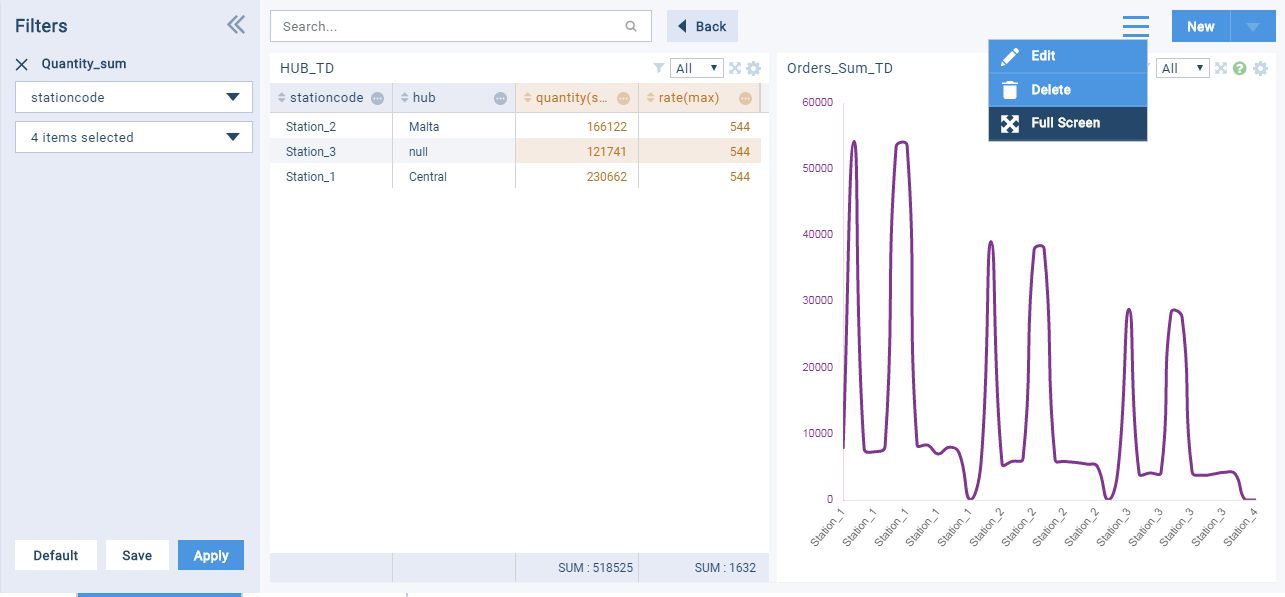 Filters
Quantity_sum
stationcode
4 items selected
Default Save Apply
Search...
Back
New
Edit
Delete
Full Screen
HUB_TD
All
stationcode hub quantity(s... rate(max)
Station_2 Malta 166122 544
Station_3 null 121741 544
Station_1 Central 230662 544
SUM : 518525 SUM : 1632
Orders_Sum_TD
All
?
60000
50000
40000
30000
20000
10000
0
Station_1 Station_1 Station_1 Station_1 Station_1 Station_2 Station_2 Station_2 Station_2 Station_3 Station_3 Station_3 Station_3 Station_4